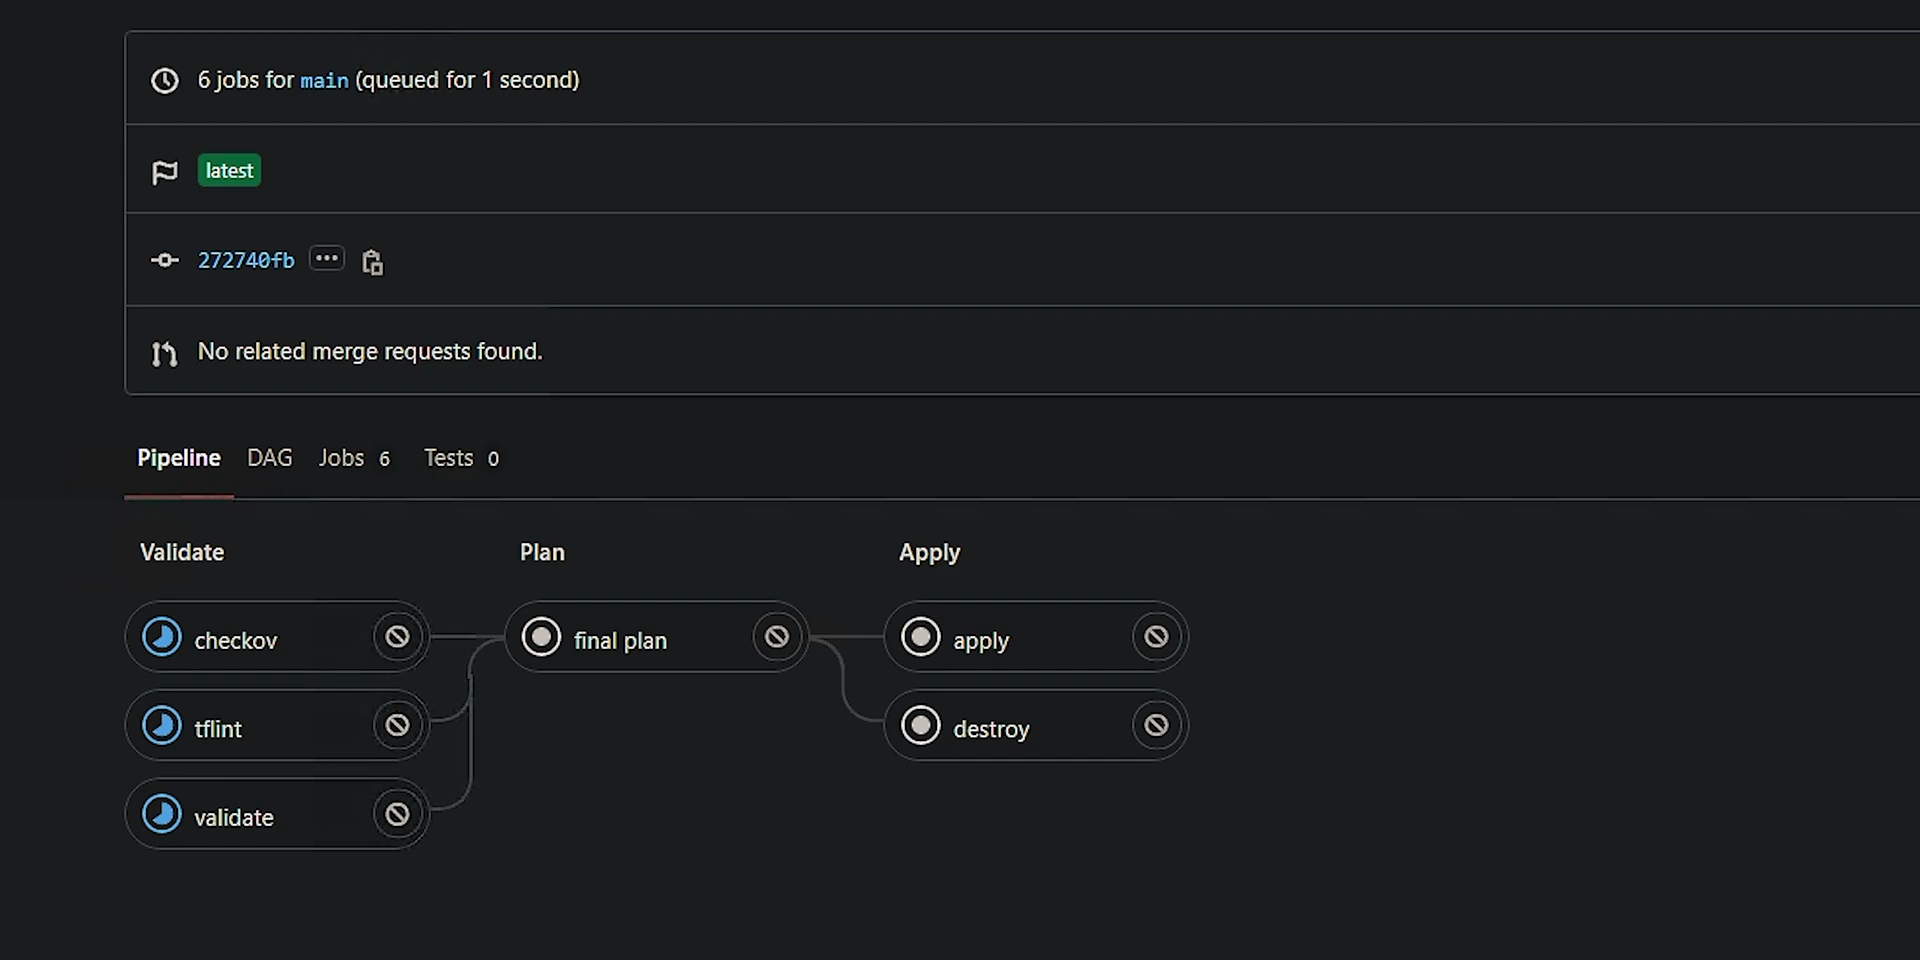 6 jobs for main (queued for 1 second)
latest
272740fb
No related merge requests found.
Pipeline DAG Jobs 6 Tests 0
Validate Plan Apply
checkov final plan apply
tflint destroy
validate